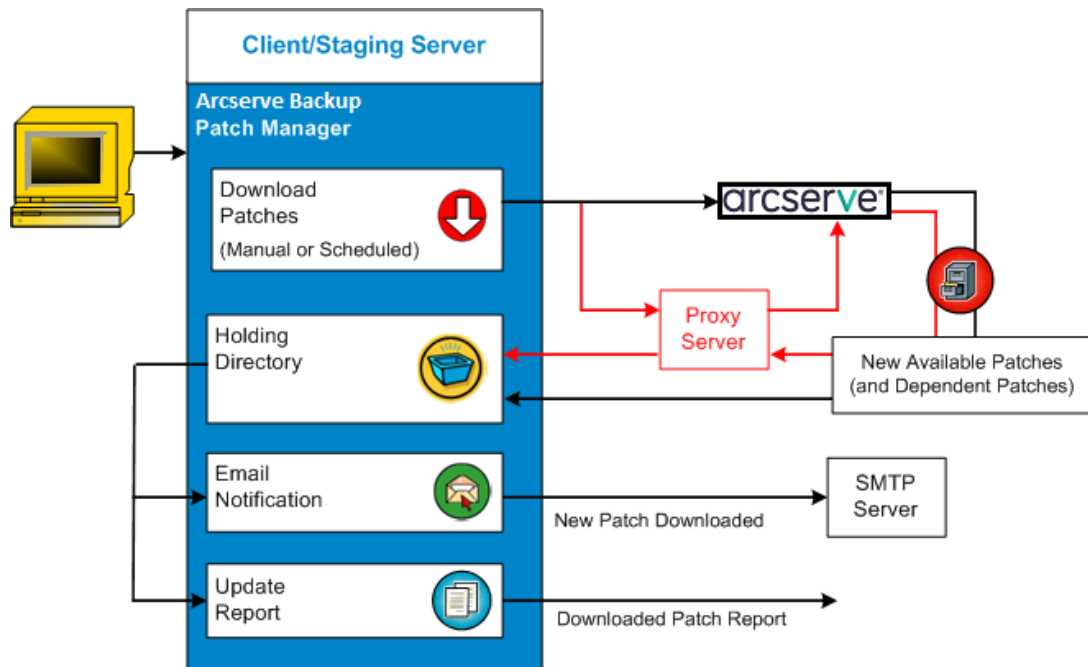 Client/Staging Server
Arcserve Backup
Patch Manager
Download
Patches
(Manual or Scheduled)
arcserve®
Proxy
Server
Holding
Directory
New Available Patches
(and Dependent Patches)
Email
Notification
New Patch Downloaded
SMTP
Server
Update
Report
Downloaded Patch Report